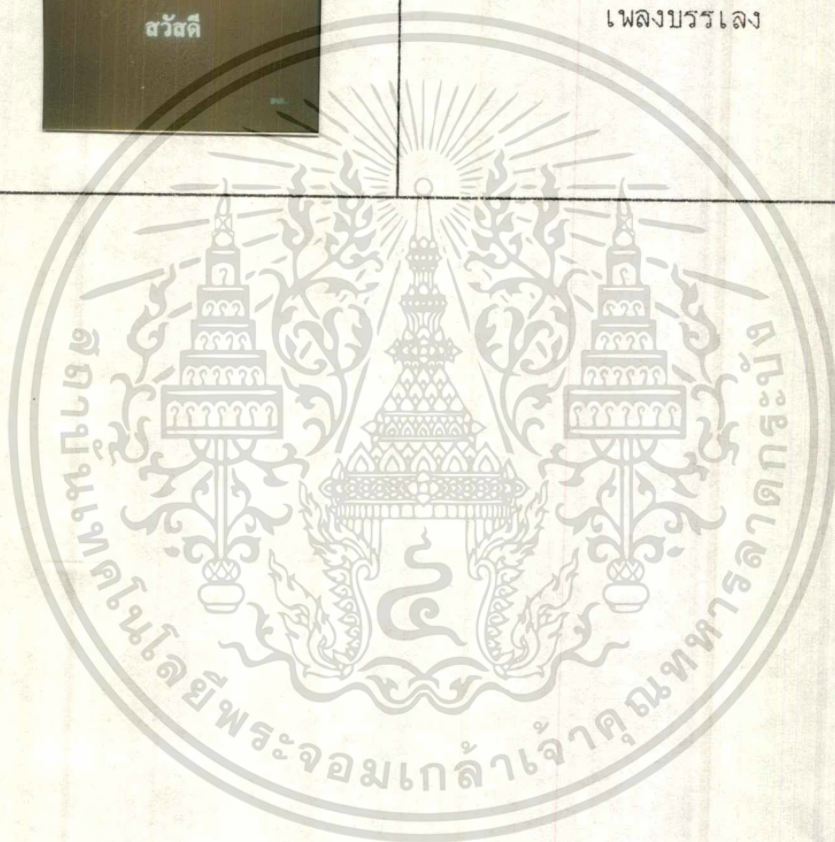 สวัสดี
เพลงบรรเลง
สถาบันเทคโนโลยีพระจอมเกล้าเจ้าคุณทหารลาดกระบัง
๔